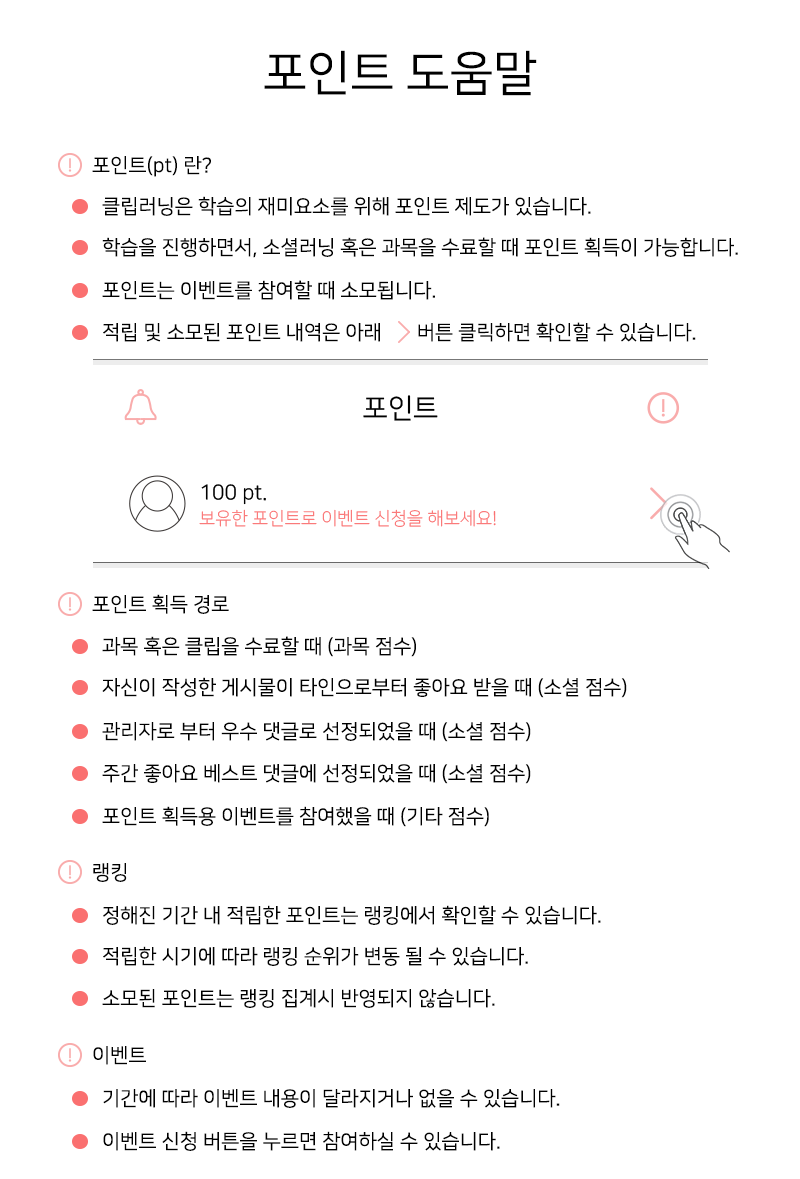 포인트 도움말
포인트(pt) 란?
클립러닝은 학습의 재미요소를 위해 포인트 제도가 있습니다.
학습을 진행하면서, 소셜러닝 혹은 과목을 수료할 때 포인트 획득이 가능합니다.
포인트는 이벤트를 참여할 때 소모됩니다.
적립 및 소모된 포인트 내역은 아래 > 버튼 클릭하면 확인할 수 있습니다.
포인트
100 pt.
보유한 포인트로 이벤트 신청을 해보세요!
포인트 획득 경로
과목 혹은 클립을 수료할 때 (과목 점수)
자신이 작성한 게시물이 타인으로부터 좋아요 받을 때 (소셜 점수)
관리자로 부터 우수 댓글로 선정되었을 때 (소셜 점수)
주간 좋아요 베스트 댓글에 선정되었을 때 (소셜 점수)
포인트 획득용 이벤트를 참여했을 때 (기타 점수)
랭킹
정해진 기간 내 적립한 포인트는 랭킹에서 확인할 수 있습니다.
적립한 시기에 따라 랭킹 순위가 변동 될 수 있습니다.
소모된 포인트는 랭킹 집계시 반영되지 않습니다.
이벤트
기간에 따라 이벤트 내용이 달라지거나 없을 수 있습니다.
이벤트 신청 버튼을 누르면 참여하실 수 있습니다.